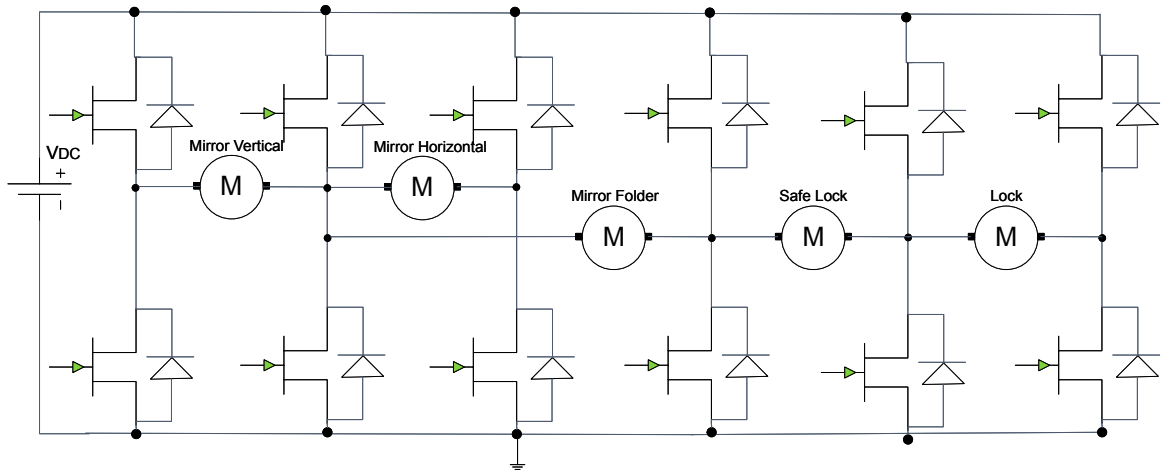 Mirror Vertical
Mirror Horizontal
VDC
+
M
M
Mirror Folder
Safe Lock
Lock
M
M
M